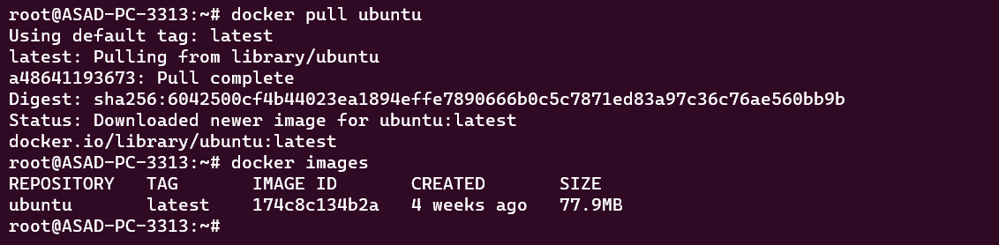 root@ASAD-PC-3313:~# docker pull ubuntu
Using default tag: latest
latest: Pulling from library/ubuntu
a48641193673: Pull complete
Digest: sha256:6042500cf4b44023ea1894effe7890666b0c5c7871ed83a97c36c76ae560bb9b
Status: Downloaded newer image for ubuntu:latest
docker.io/library/ubuntu:latest
root@ASAD-PC-3313:~# docker images
REPOSITORY   TAG       IMAGE ID       CREATED       SIZE
ubuntu       latest    174c8c134b2a   4 weeks ago   77.9MB
root@ASAD-PC-3313:~#